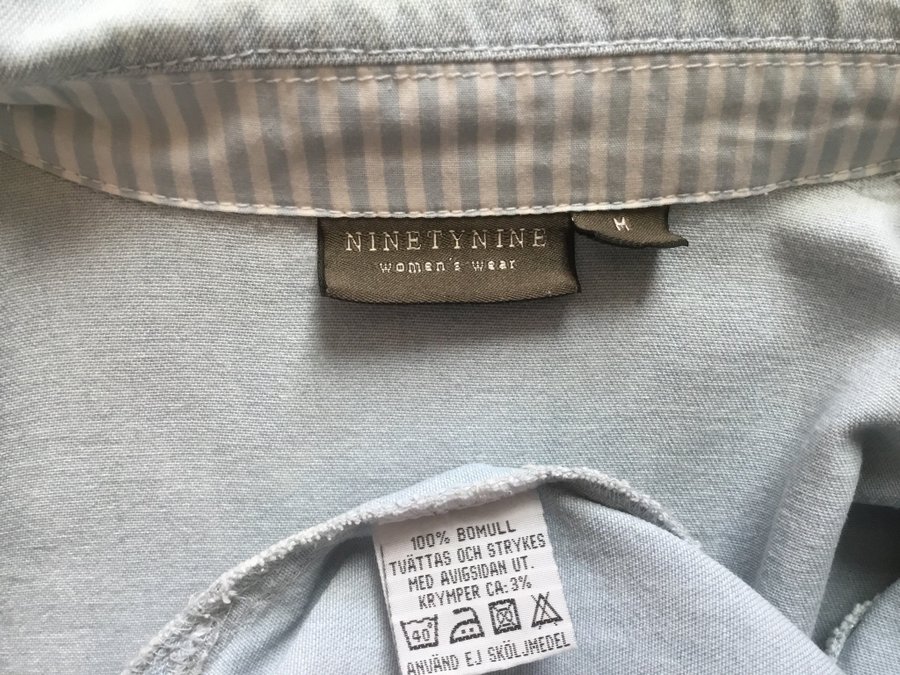 NINETYNINE
women's wear
M
100% BOMULL
TVÄTTAS OCH STRYKES
MED AVIGSIDAN UT.
KRYMPER CA: 3%
40°
ANVÄND EJ SKÖLJMEDEL